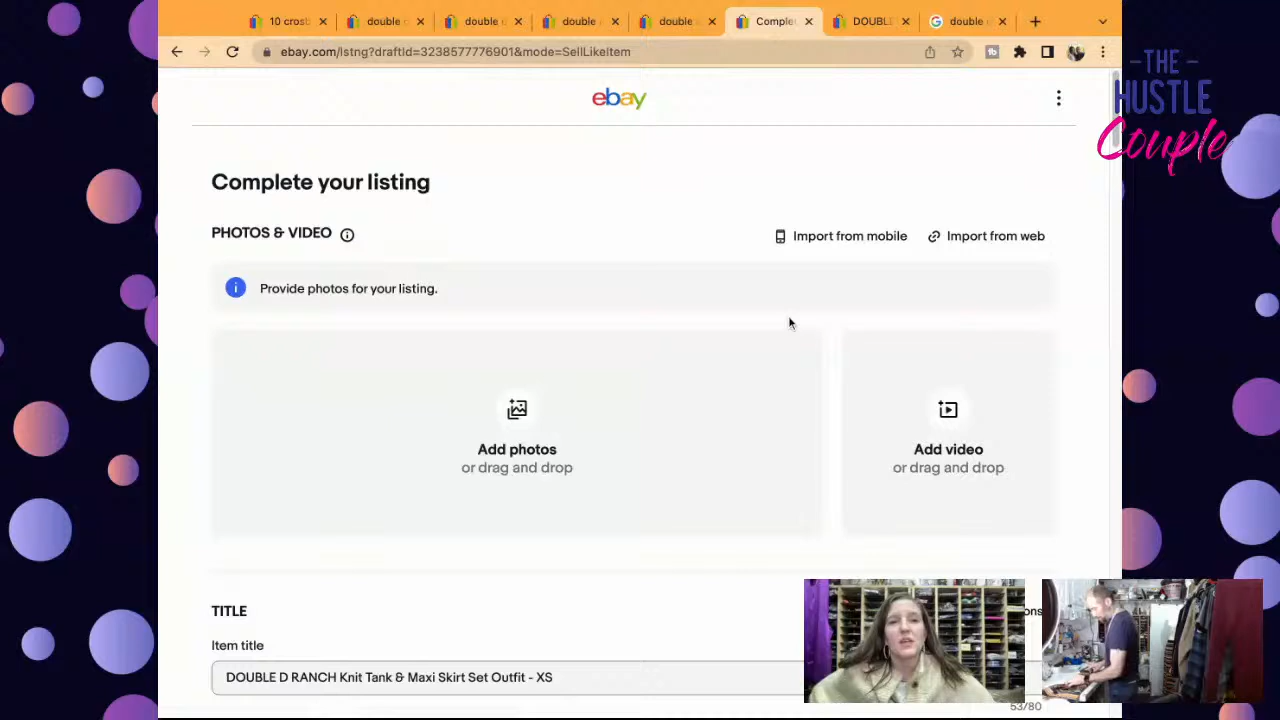 10 crosb
double
double
double
double
Comple
DOUBLE
double
ebay.com/lstng?draftId=3238577776901&mode=SellLikeItem
- THE -
HUSTLE
Couple
ebay
Complete your listing
PHOTOS & VIDEO
Import from mobile
Import from web
Provide photos for your listing.
Add photos
or drag and drop
Add video
or drag and drop
TITLE
Item title
DOUBLE D RANCH Knit Tank & Maxi Skirt Set Outfit - XS
53/80